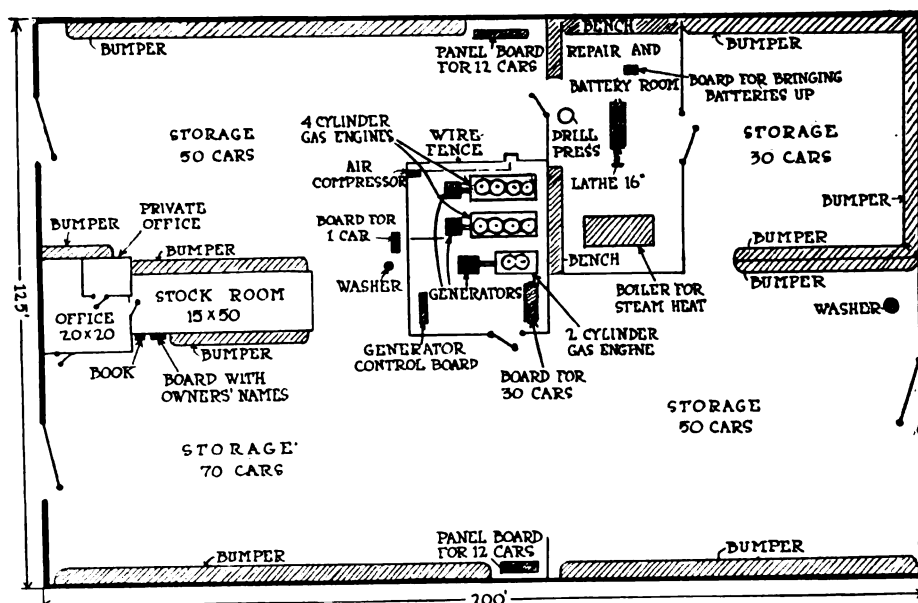 BUMPER
PANEL BOARD
FOR 12 CARS
BENCH
REPAIR AND
BATTERY ROOM
BUMPER
BOARD FOR BRINGING
BATTERIES UP
STORAGE
50 CARS
4 CYLINDER
GAS ENGINES
WIRE-
FENCE
DRILL
PRESS
STORAGE
30 CARS
AIR
COMPRESSOR
LATHE 16"
BUMPER
PRIVATE
OFFICE
BUMPER
BOARD FOR
1 CAR
BUMPER
BENCH
BUMPER
BUMPER
125'
WASHER
GENERATORS
BOILER FOR
STEAM HEAT
STOCK ROOM
15 X 50
OFFICE
20 X 20
WASHER
BUMPER
GENERATOR
CONTROL BOARD
2 CYLINDER
GAS ENGINE
BOOK
BOARD WITH
OWNERS' NAMES
BOARD FOR
30 CARS
STORAGE
50 CARS
STORAGE
70 CARS
PANEL BOARD
FOR 12 CARS
BUMPER
BUMPER
200'